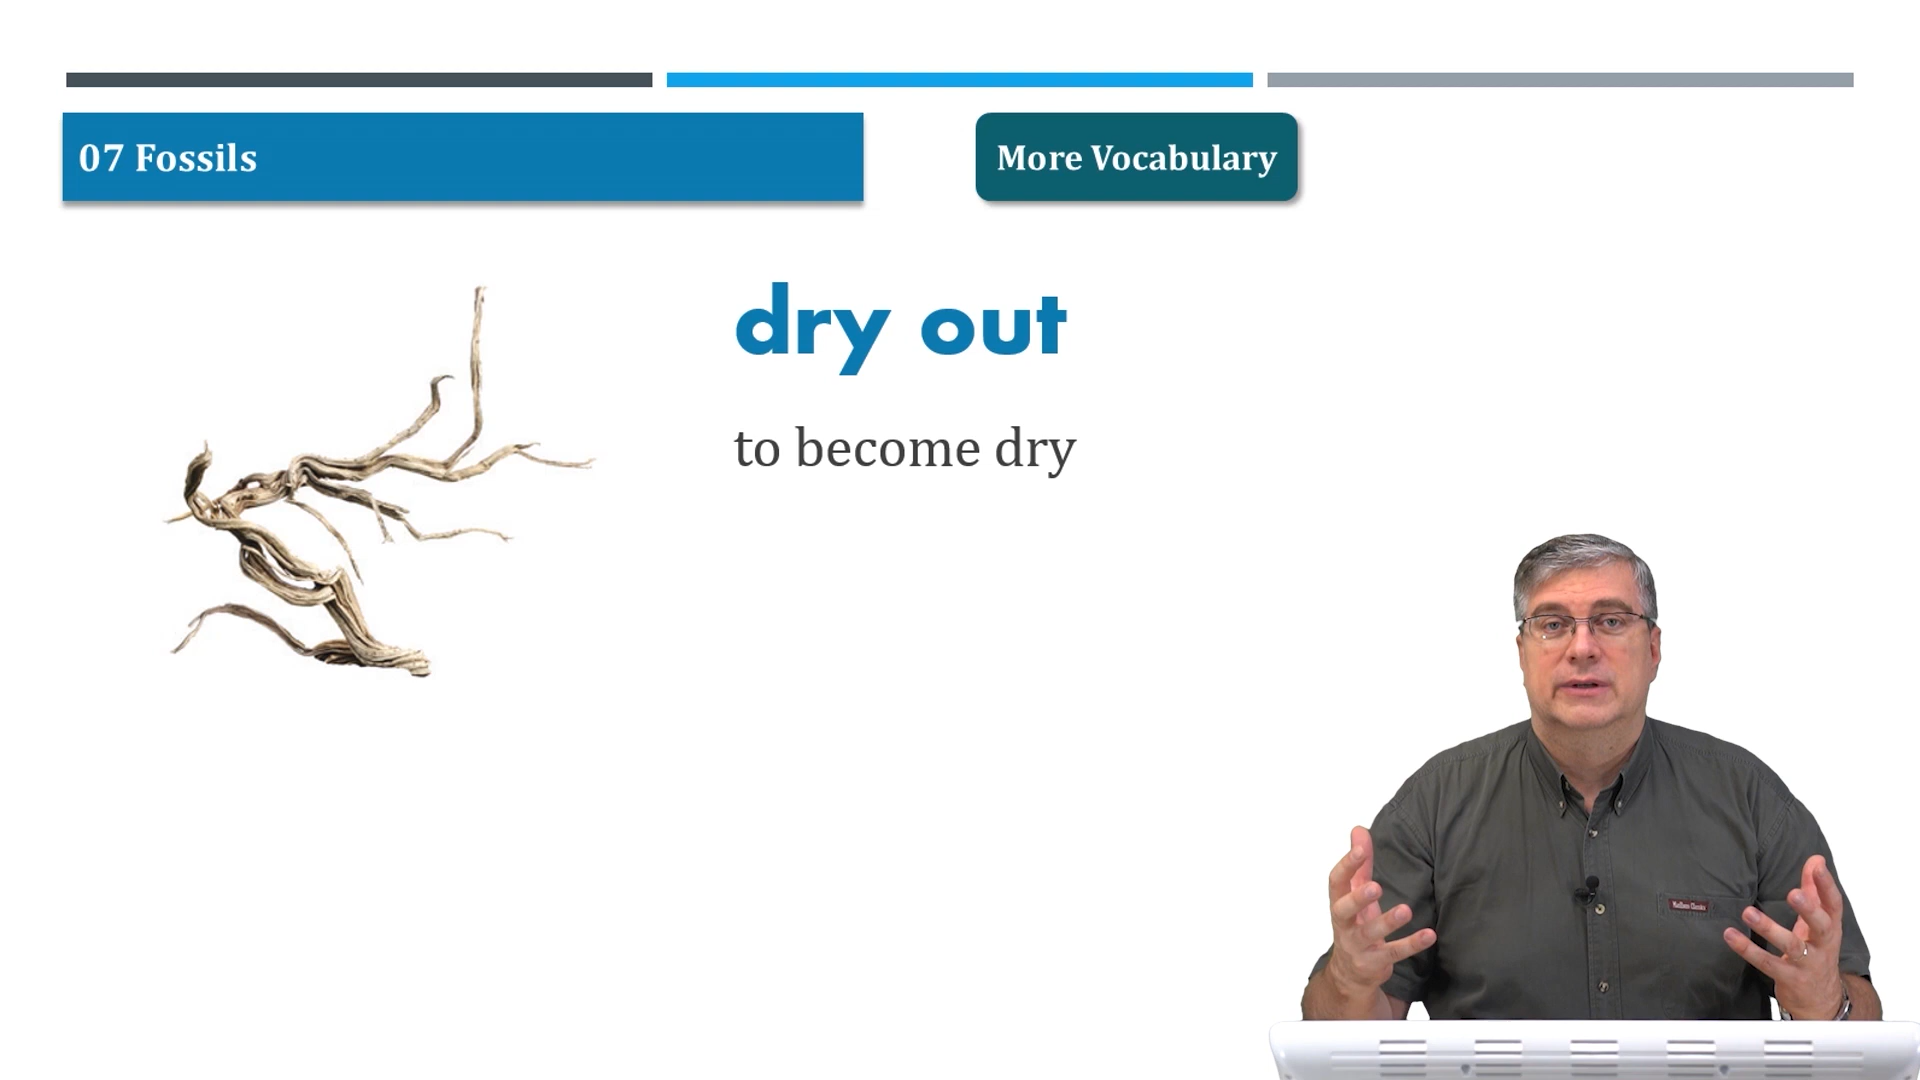 07 Fossils
More Vocabulary
dry out
to become dry